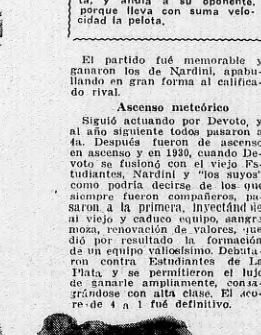 ta, y anula a su oponente,
porque lleva con suma velo-
cidad la pelota.
El partido fué memorable y
ganaron los de Nardini, apabu-
llando en gran forma al califica-
do rival.
Ascenso meteórico
Siguió actuando por Devoto, y
al año siguiente todos pasaron a
4a. Después fueron de ascenso
en ascenso y en 1930, cuando De-
voto se fusionó con el viejo Es-
tudiantes, Nardini y "los suyos"
como podría decirse de los que
siempre fueron compañeros, pa-
saron a la primera, inyectándole
al viejo y caduco equipo, sangre
moza, renovación de valores, que
dió por resultado la formación
de un equipo valiosísimo. Debuta-
ron contra Estudiantes de La
Plata y se permitieron el lujo
de ganarle ampliamente, consa-
grándose con alta clase. El sco-
re de 4 a 1 fué definitivo.